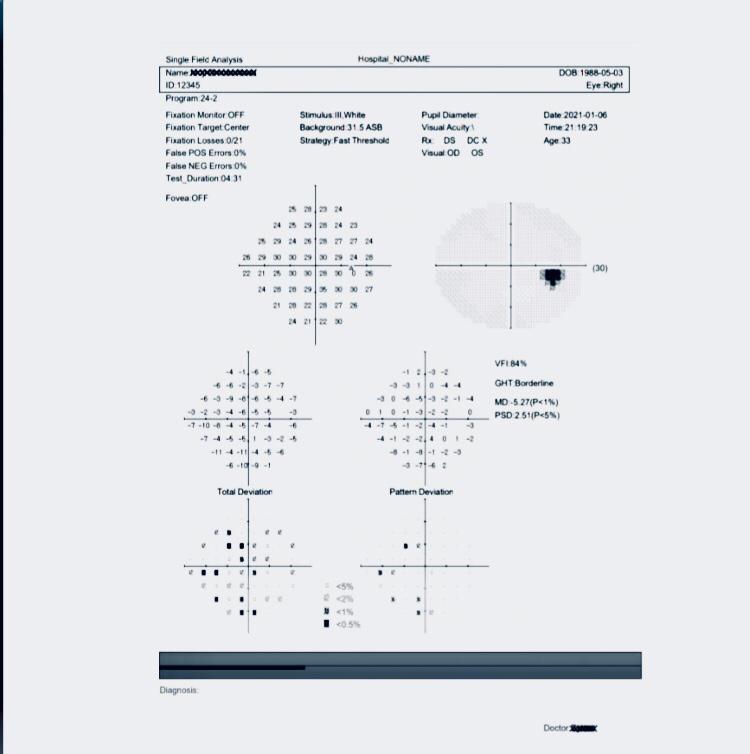 Single Field Analysis Hospital_NONAME
Name: DOB:1988-05-03
ID:12345 Eye:Right
Program:24-2
Fixation Monitor:OFF Stimulus:III,White Pupil Diameter: Date:2021-01-06
Fixation Target:Center Background:31.5 ASB Visual Acuity:\ Time:21:19:23
Fixation Losses:0/21 Strategy:Fast Threshold Rx: DS DC X Age:33
False POS Errors:0% Visual:OD OS
False NEG Errors:0%
Test_Duration:04:31
Fovea:OFF
25 28 23 24
24 25 29 28 24 23
25 29 24 26 28 27 27 24
26 29 30 30 29 30 29 24 28
(30)
22 21 25 30 30 29 30 0 26
24 28 28 29 35 30 30 27
21 28 22 28 27 26
24 21 22 30
VFI:84%
-4 -1 -6 -5 -1 2 -3 -2
-6 -6 -2 -3 -7 -7 -3 -3 1 0 -4 -4
GHT:Borderline
-6 -3 -9 -8 -6 -5 -4 -7 -3 0 -6 -5 -3 -2 -1 -4
MD:-5.27(P<1%)
-3 -2 -3 -4 -6 -5 -5 -3 0 1 0 -1 -3 -2 -2 0
PSD:2.51(P<5%)
-7 -10 -8 -4 -5 -7 -4 -6 -4 -7 -5 -1 -2 -4 -1 -3
-7 -4 -5 -5 1 -3 -2 -5 -4 -1 -2 -2 4 0 1 -2
-11 -4 -11 -4 -5 -6 -8 -1 -8 -1 -2 -3
-6 -10 -9 -1 -3 -7 -6 2
Total Deviation Pattern Deviation
<5%
<2%
<1%
<0.5%
Diagnosis:
Doctor: